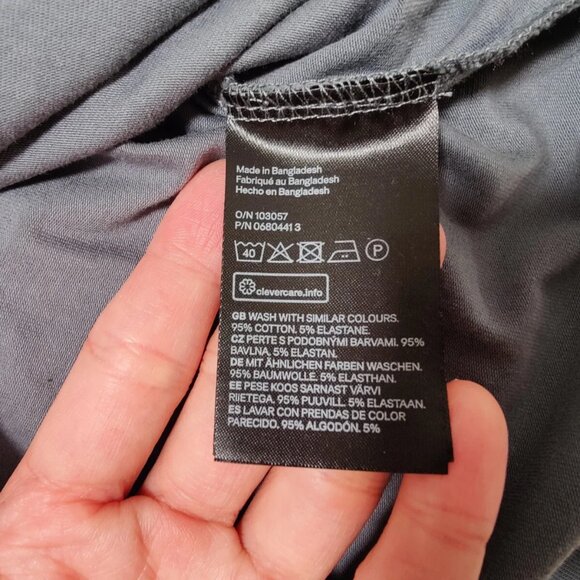 Made in Bangladesh
Fabriqué au Bangladesh
Hecho en Bangladesh
O/N 103057
P/N 0680441 3
40 P
clevercare.info
GB WASH WITH SIMILAR COLOURS.
95% COTTON. 5% ELASTANE.
CZ PERTE S PODOBNÝMI BARVAMI. 95%
BAVLNA, 5% ELASTAN.
DE MIT ÄHNLICHEN FARBEN WASCHEN.
95% BAUMWOLLE. 5% ELASTHAN.
EE PESE KOOS SARNAST VÄRVI
RIIETEGA. 95% PUUVILL. 5% ELASTAAN.
ES LAVAR CON PRENDAS DE COLOR
PARECIDO. 95% ALGODÓN. 5%